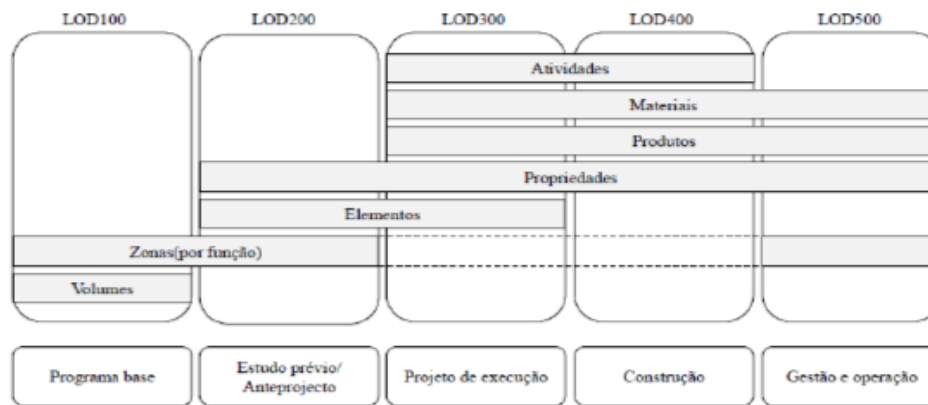 LOD100 LOD200 LOD300 LOD400 LOD500
Atividades
Materiais
Produtos
Propriedades
Elementos
Zonas(por função)
Volumes
Programa base
Estudo prévio/
Anteprojecto
Projeto de execução
Construção
Gestão e operação